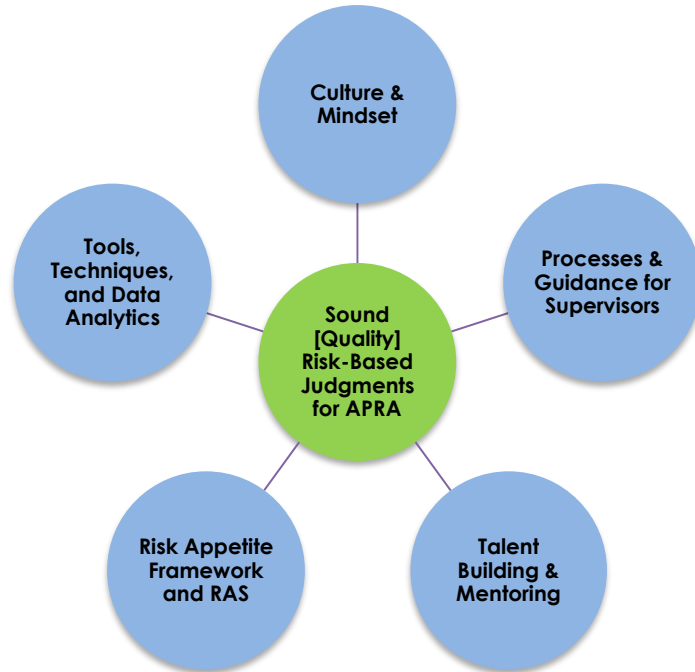 Culture &
Mindset
Tools,
Techniques,
and Data
Analytics
Processes &
Guidance for
Supervisors
Sound
[Quality]
Risk-Based
Judgments
for APRA
Risk Appetite
Framework
and RAS
Talent
Building &
Mentoring